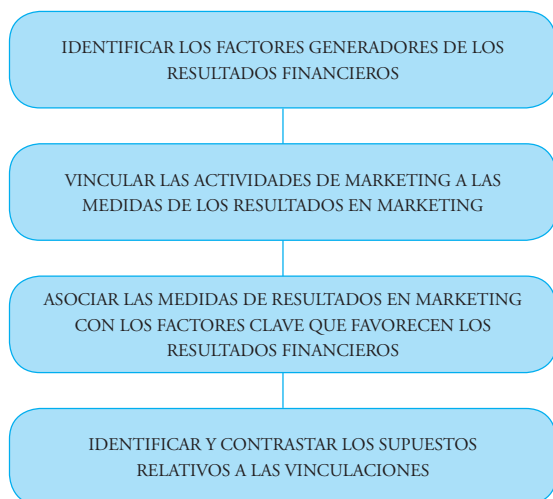 IDENTIFICAR LOS FACTORES GENERADORES DE LOS
RESULTADOS FINANCIEROS
VINCULAR LAS ACTIVIDADES DE MARKETING A LAS
MEDIDAS DE LOS RESULTADOS EN MARKETING
ASOCIAR LAS MEDIDAS DE RESULTADOS EN MARKETING
CON LOS FACTORES CLAVE QUE FAVORECEN LOS
RESULTADOS FINANCIEROS
IDENTIFICAR Y CONTRASTAR LOS SUPUESTOS
RELATIVOS A LAS VINCULACIONES